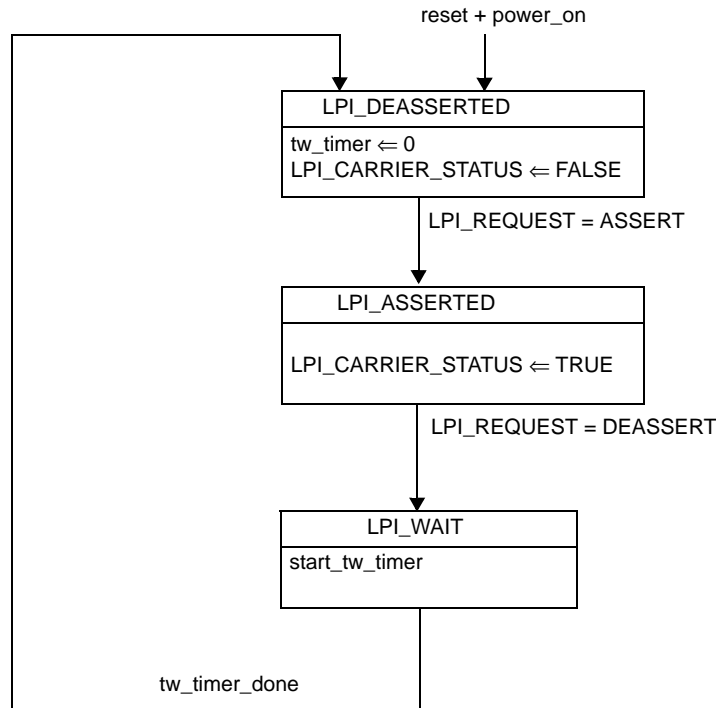 reset + power_on
LPI_DEASSERTED
tw_timer ⇐ 0
LPI_CARRIER_STATUS ⇐ FALSE
LPI_REQUEST = ASSERT
LPI_ASSERTED
LPI_CARRIER_STATUS ⇐ TRUE
LPI_REQUEST = DEASSERT
LPI_WAIT
start_tw_timer
tw_timer_done